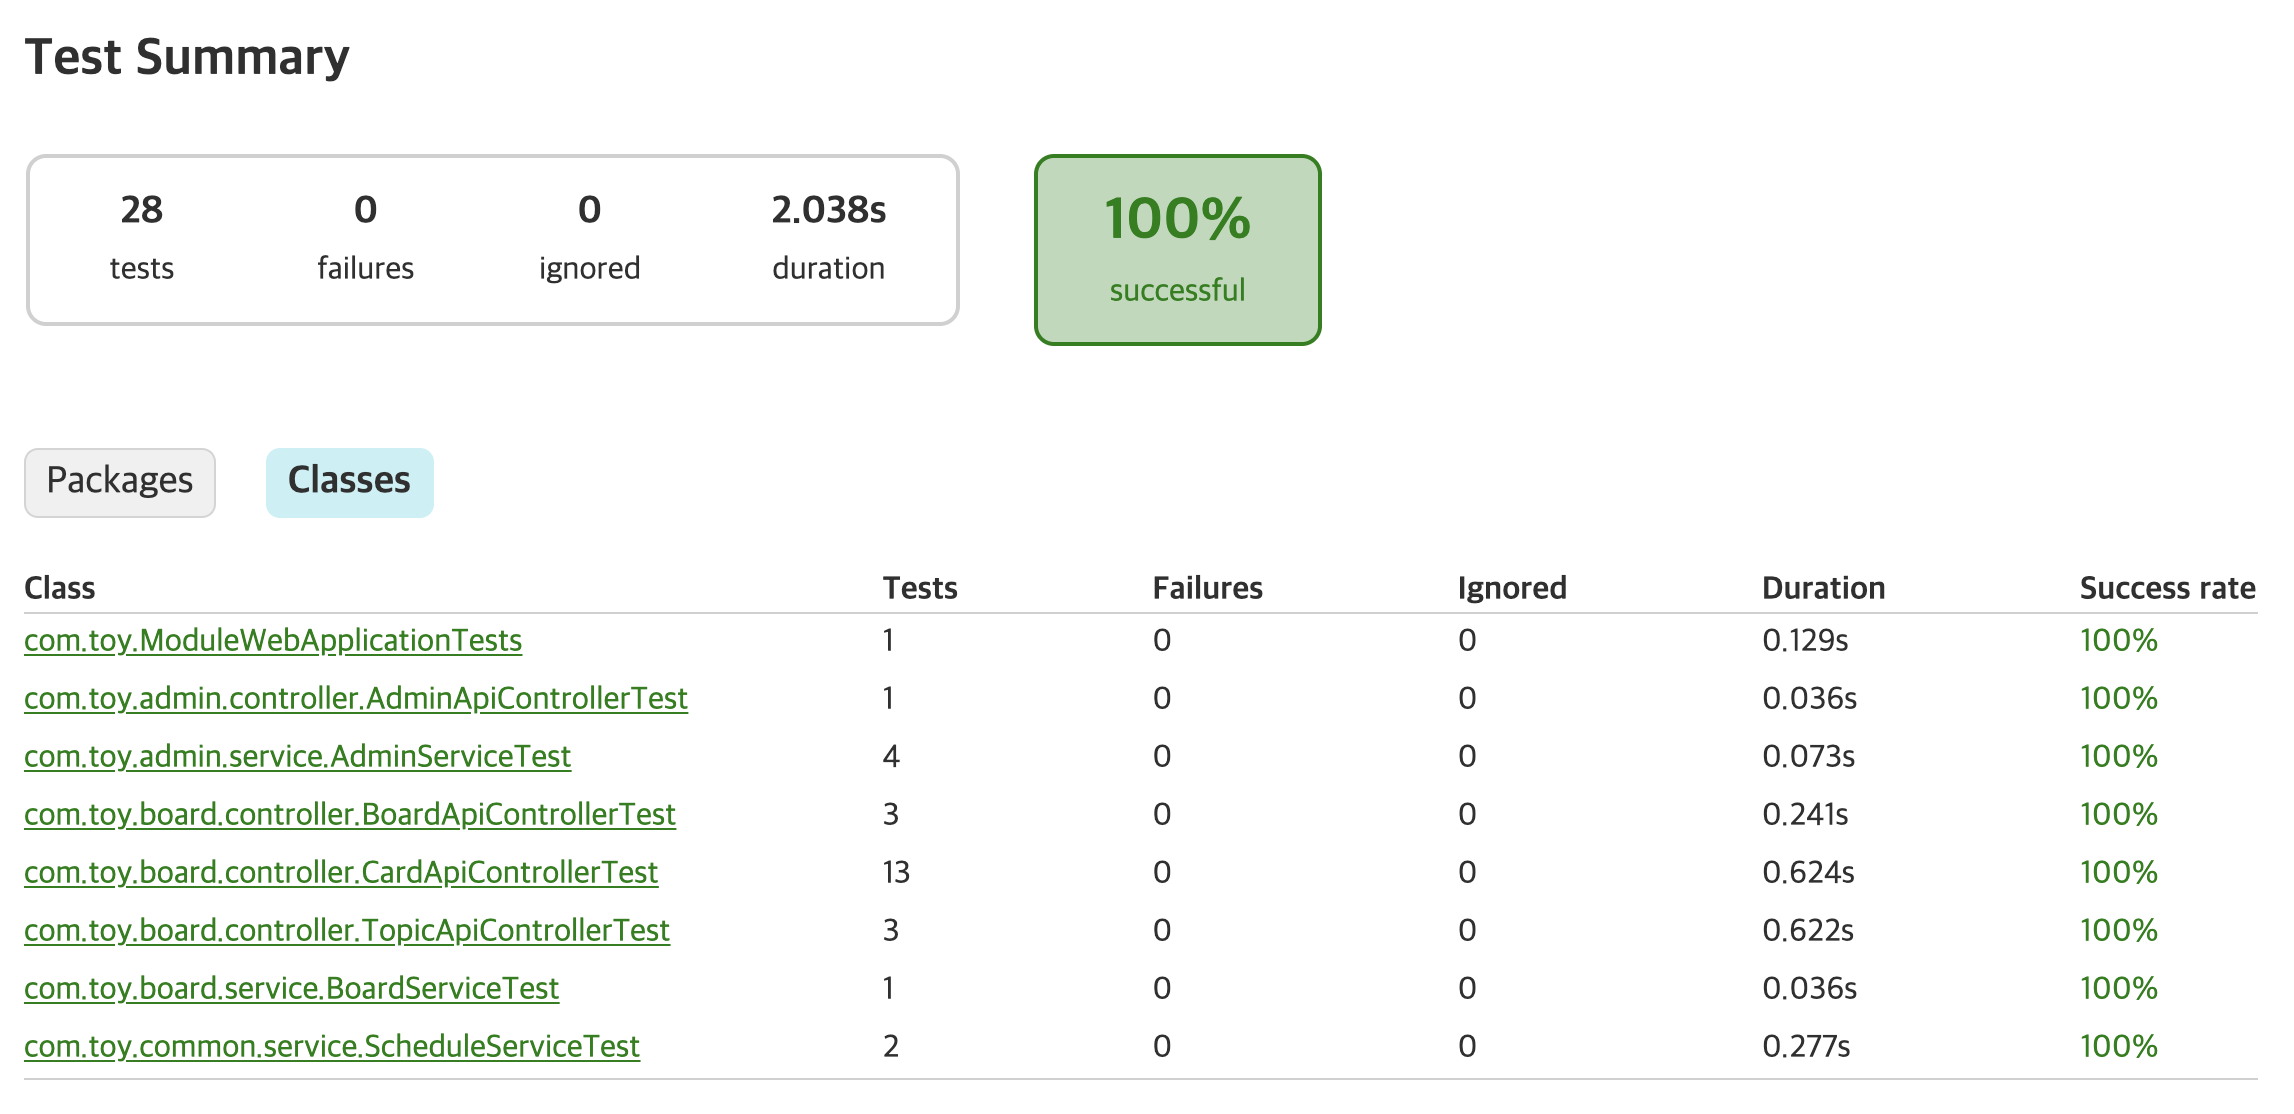 Test Summary
28 0 0 2.038s
tests failures ignored duration
100%
successful
Packages Classes
Class Tests Failures Ignored Duration Success rate
com.toy.ModuleWebApplicationTests 1 0 0 0.129s 100%
com.toy.admin.controller.AdminApiControllerTest 1 0 0 0.036s 100%
com.toy.admin.service.AdminServiceTest 4 0 0 0.073s 100%
com.toy.board.controller.BoardApiControllerTest 3 0 0 0.241s 100%
com.toy.board.controller.CardApiControllerTest 13 0 0 0.624s 100%
com.toy.board.controller.TopicApiControllerTest 3 0 0 0.622s 100%
com.toy.board.service.BoardServiceTest 1 0 0 0.036s 100%
com.toy.common.service.ScheduleServiceTest 2 0 0 0.277s 100%